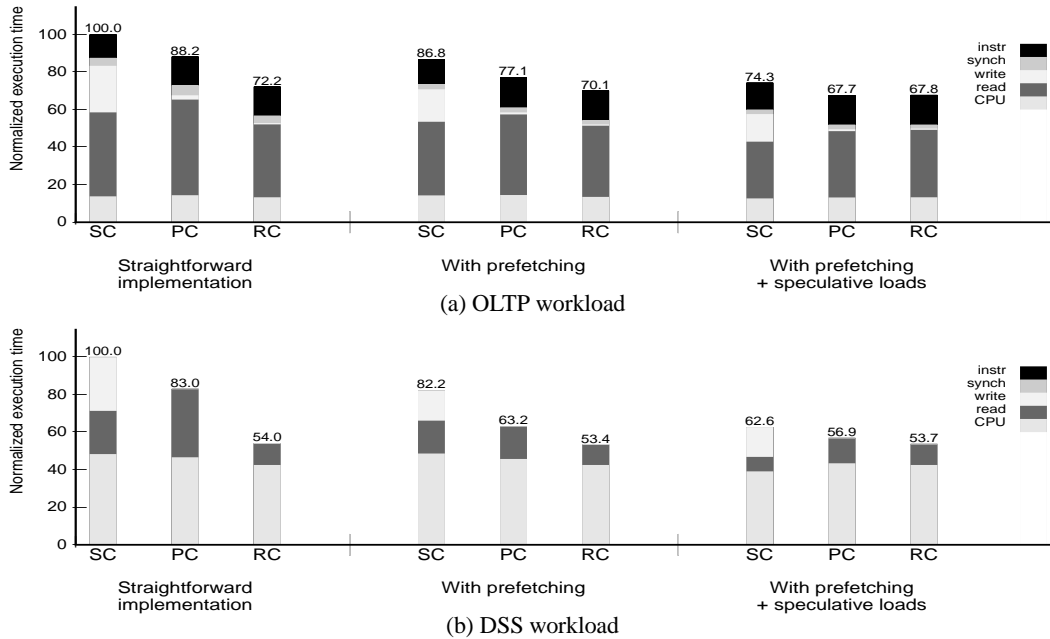 Normalized execution time
100
80
60
40
20
0
100.0
88.2
72.2
86.8
77.1
70.1
74.3
67.7
67.8
instr
synch
write
read
CPU
SC PC RC SC PC RC SC PC RC
Straightforward implementation
With prefetching
With prefetching + speculative loads
(a) OLTP workload
Normalized execution time
100
80
60
40
20
0
100.0
83.0
54.0
82.2
63.2
53.4
62.6
56.9
53.7
instr
synch
write
read
CPU
SC PC RC SC PC RC SC PC RC
Straightforward implementation
With prefetching
With prefetching + speculative loads
(b) DSS workload